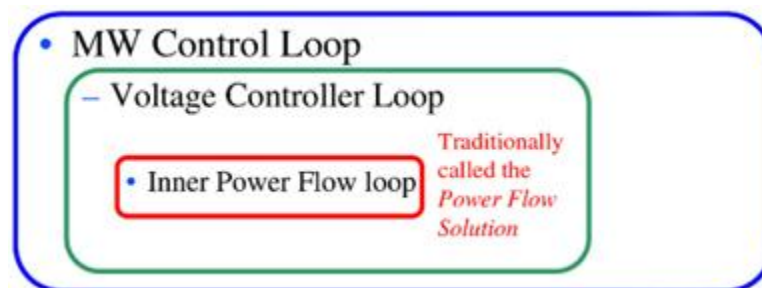 • MW Control Loop
– Voltage Controller Loop
• Inner Power Flow loop
Traditionally
called the
Power Flow
Solution